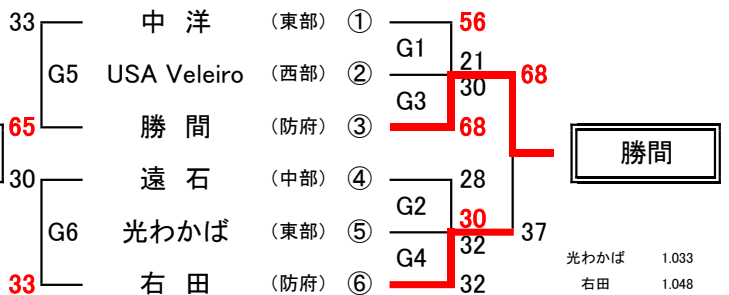 33 中 洋 （東部） ① 56
G1
G5 USA Veleiro （西部） ② 21 68
30
G3
65 勝 間 （防府） ③ 68
勝間
30 遠 石 （中部） ④ 28
G2
30
G6 光わかば （東部） ⑤ 37
32
G4
光わかば 1.033
33 右 田 （防府） ⑥ 32
右田 1.048